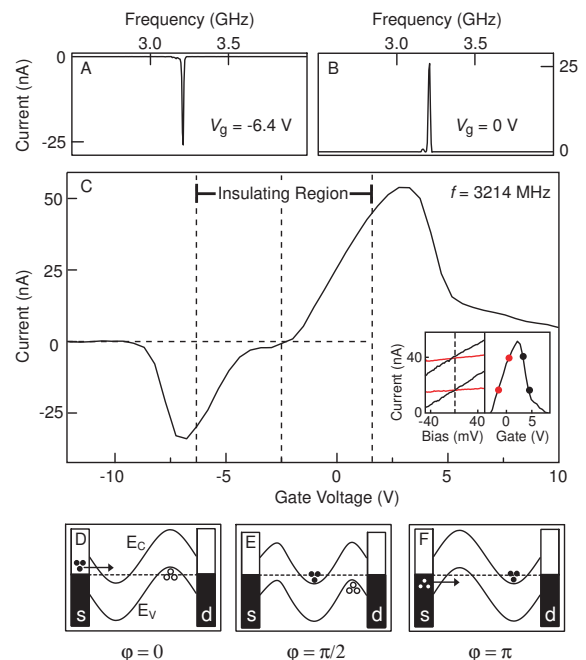 Frequency (GHz) Frequency (GHz)
3.0 3.5 3.0 3.5
A B
0 25
Current (nA)
-25 0
V_g = -6.4 V V_g = 0 V
Current (nA)
C Insulating Region f = 3214 MHz
50
25
0
-25
-10 -5 0 5 10
Gate Voltage (V)
Current (nA)
40
0
-40 40 0 5
Bias (mV) Gate (V)
D E_C E F
s E_V d s d s d
φ = 0 φ = π/2 φ = π